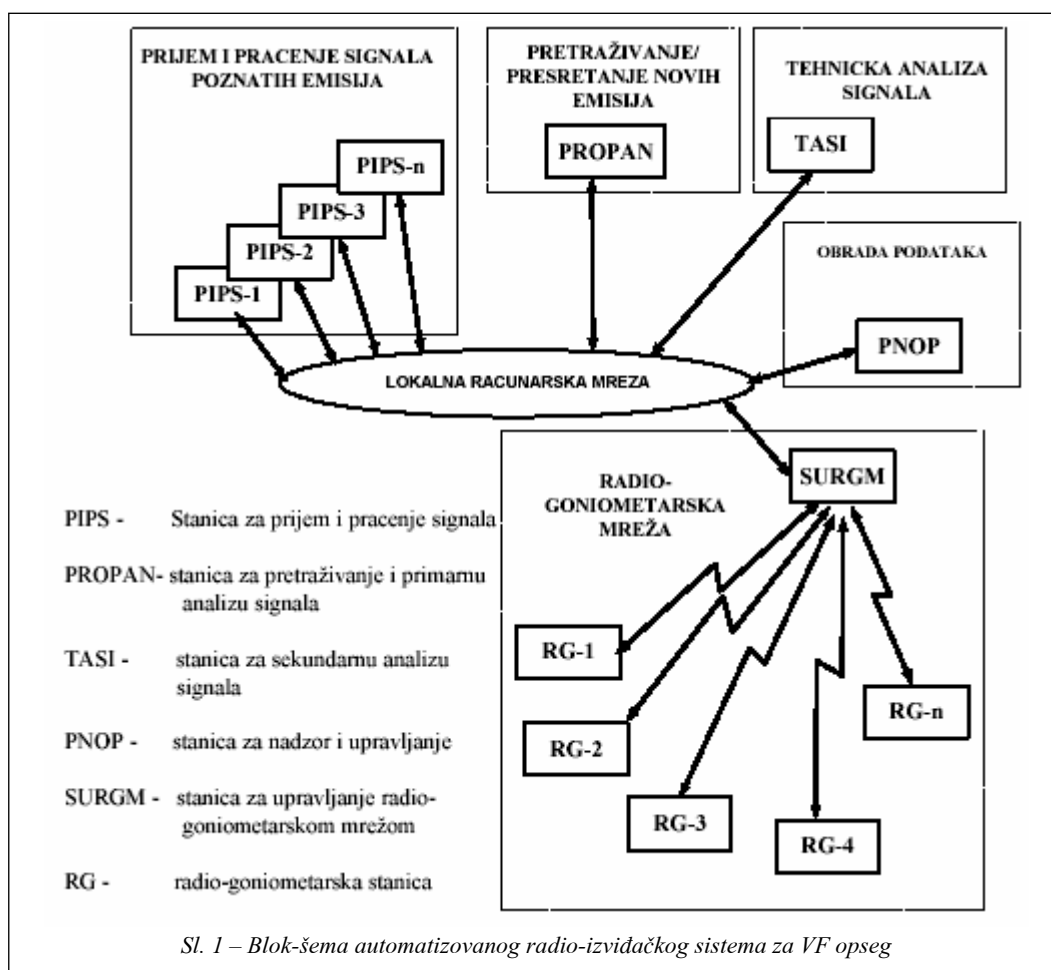 PRIJEM I PRACENJE SIGNALA
POZNATIH EMISIJA
PIPS-n
PIPS-3
PIPS-2
PIPS-1
PRETRAŽIVANJE/
PRESRETANJE NOVIH
EMISIJA
PROPAN
TEHNICKA ANALIZA
SIGNALA
TASI
OBRADA PODATAKA
PNOP
LOKALNA RACUNARSKA MREZA
RADIO-
GONIOMETARSKA
MREŽA
SURGM
RG-1
RG-2
RG-3
RG-4
RG-n
PIPS - Stanica za prijem i pracenje signala
PROPAN- stanica za pretraživanje i primarnu
analizu signala
TASI - stanica za sekundarnu analizu
signala
PNOP - stanica za nadzor i upravljanje
SURGM - stanica za upravljanje radio-
goniometarskom mrežom
RG - radio-goniometarska stanica
Sl. 1 – Blok-šema automatizovanog radio-izviđačkog sistema za VF opseg